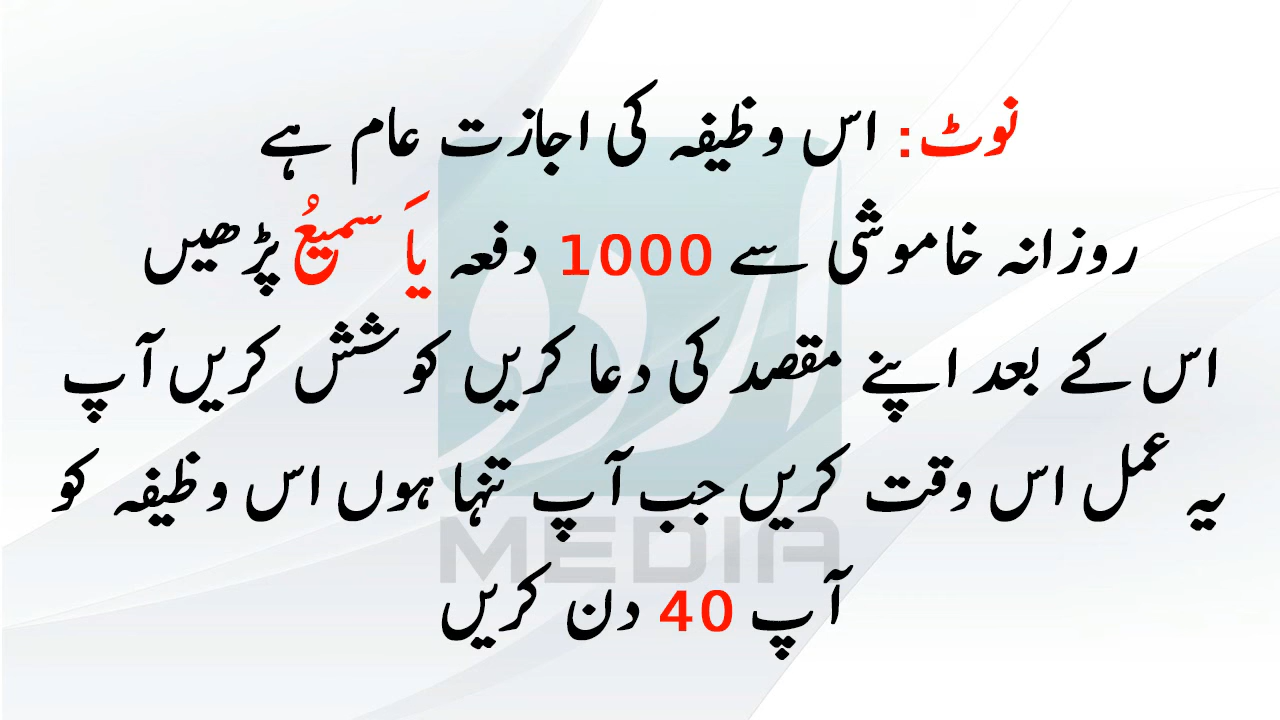 نوٹ: اس وظیفہ کی اجازت عام ہے
روزانہ خاموشی سے 1000 دفعہ یَا سمیعُ پڑھیں
اس کے بعد اپنے مقصد کی دعا کریں کوشش کریں آپ
یہ عمل اس وقت کریں جب آپ تنہا ہوں اس وظیفہ کو
آپ 40 دن کریں
اردو
MEDIA